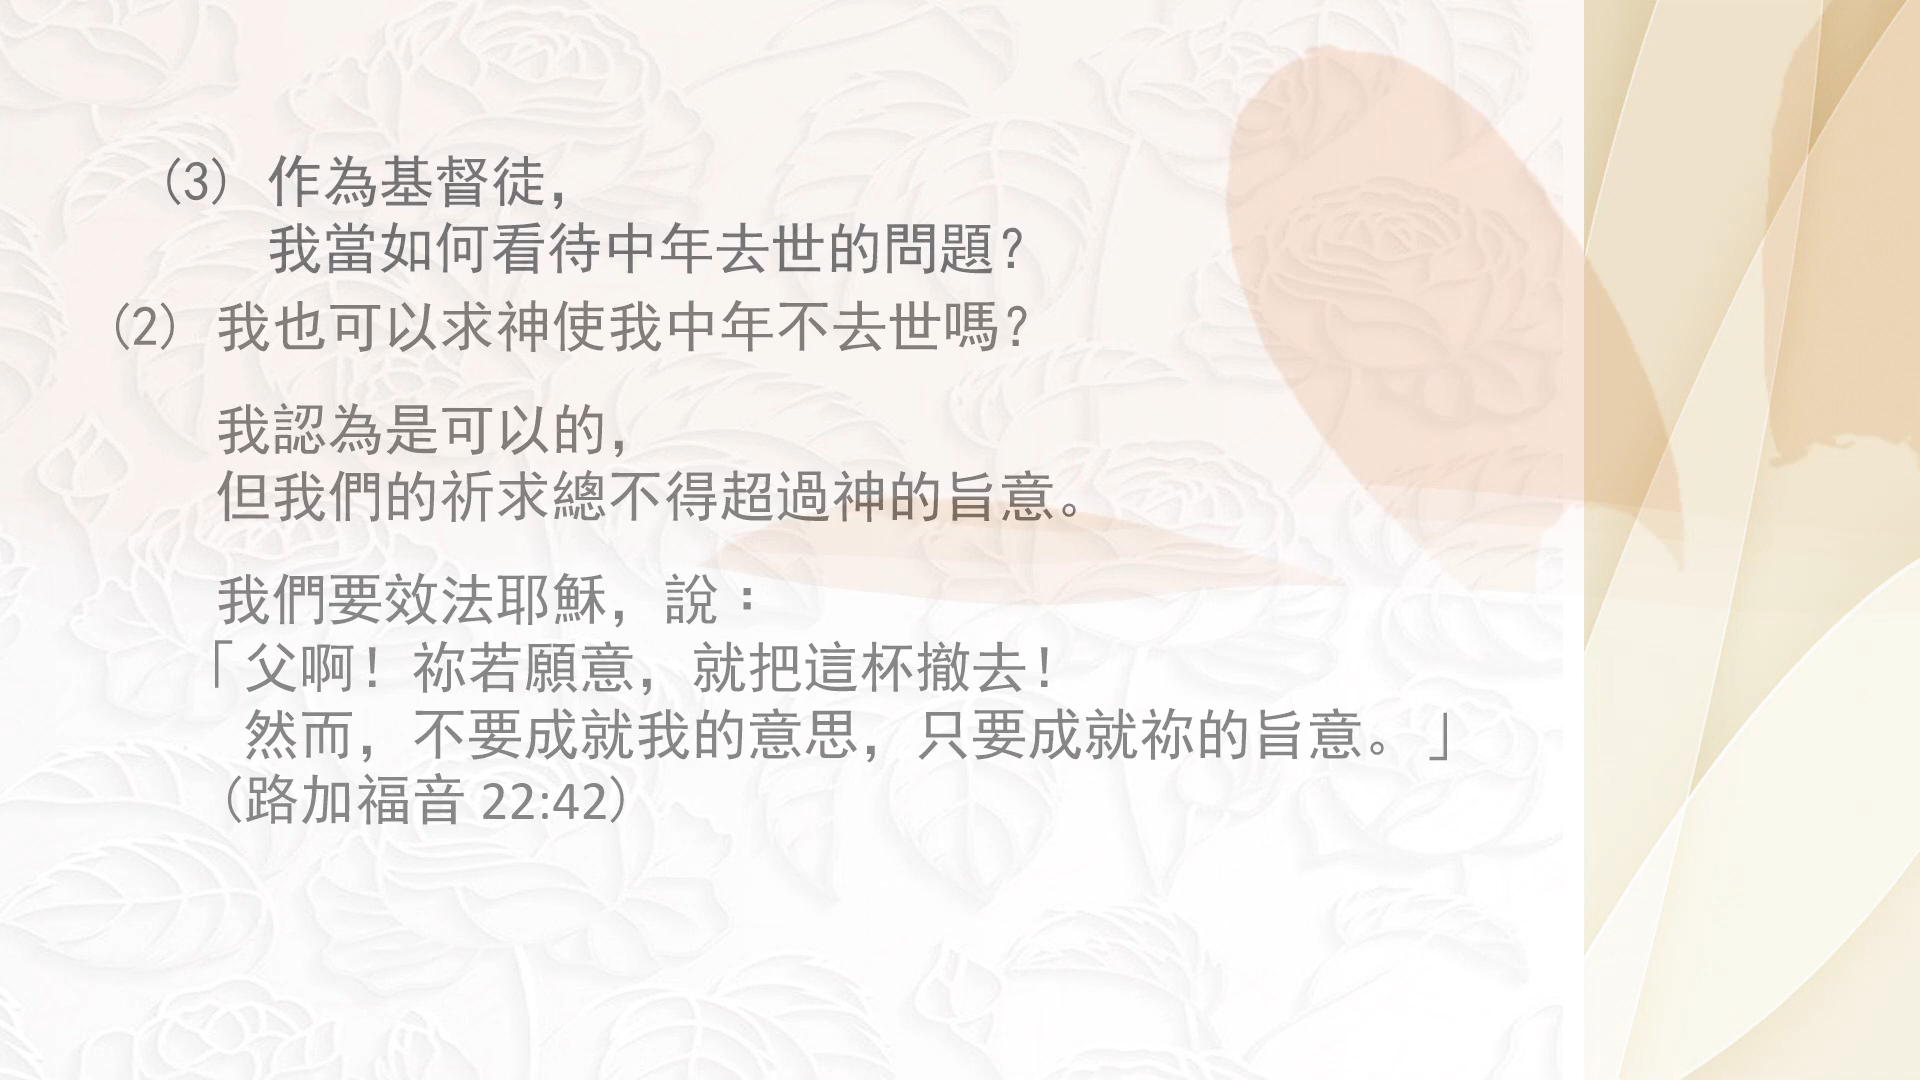 (3) 作為基督徒，
我當如何看待中年去世的問題？
(2) 我也可以求神使我中年不去世嗎？
我認為是可以的，
但我們的祈求總不得超過神的旨意。
我們要效法耶穌，說：
「父啊！祢若願意，就把這杯撤去！
然而，不要成就我的意思，只要成就祢的旨意。」
(路加福音 22:42)